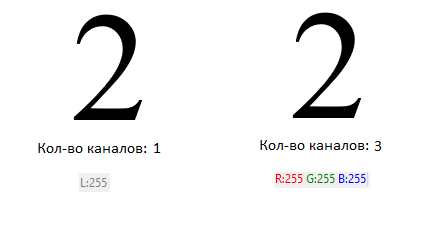 2
Кол-во каналов: 1
L:255
2
Кол-во каналов: 3
R:255 G:255 B:255